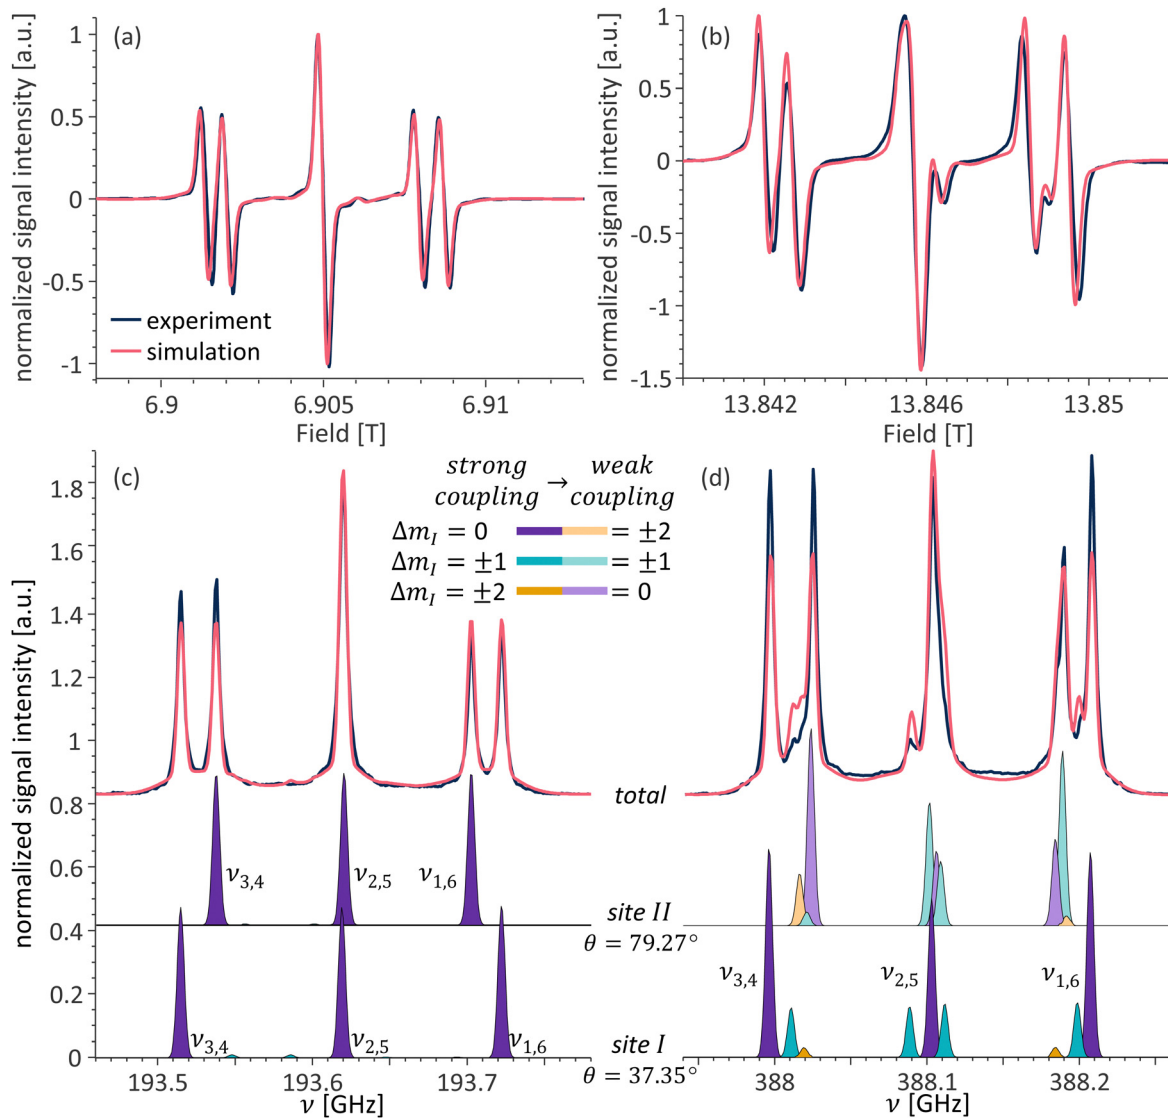 (a)
normalized signal intensity [a.u.]
1
0.5
0
-0.5
-1
experiment
simulation
6.9
6.905
6.91
Field [T]
(b)
normalized signal intensity [a.u.]
1
0.5
0
-0.5
-1
-1.5
13.842
13.846
13.85
Field [T]
(c)
normalized signal intensity [a.u.]
1.8
1.6
1.4
1.2
1
0.8
0.6
0.4
0.2
0
strong coupling → weak coupling
Δm_I = 0 = ±2
Δm_I = ±1 = ±1
Δm_I = ±2 = 0
(d)
total
ν3,4
ν2,5
ν1,6
site II
θ = 79.27°
ν3,4
ν2,5
ν1,6
ν3,4
ν2,5
ν1,6
site I
θ = 37.35°
193.5
193.6
193.7
ν [GHz]
388
388.1
388.2
ν [GHz]